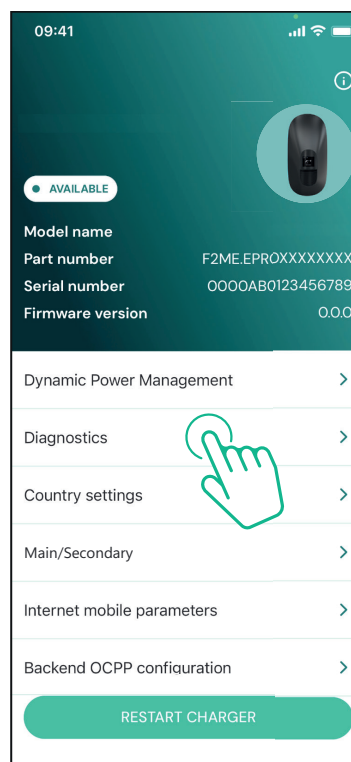 09:41
AVAILABLE
Model name
Part number F2ME.EPROXXXXXXXX
Serial number 0000AB0123456789
Firmware version 0.0.0
Dynamic Power Management
Diagnostics
Country settings
Main/Secondary
Internet mobile parameters
Backend OCPP configuration
RESTART CHARGER